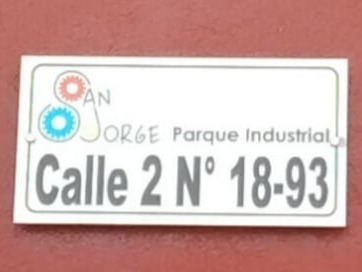 SAN
JORGE Parque Industrial
Calle 2 N° 18-93